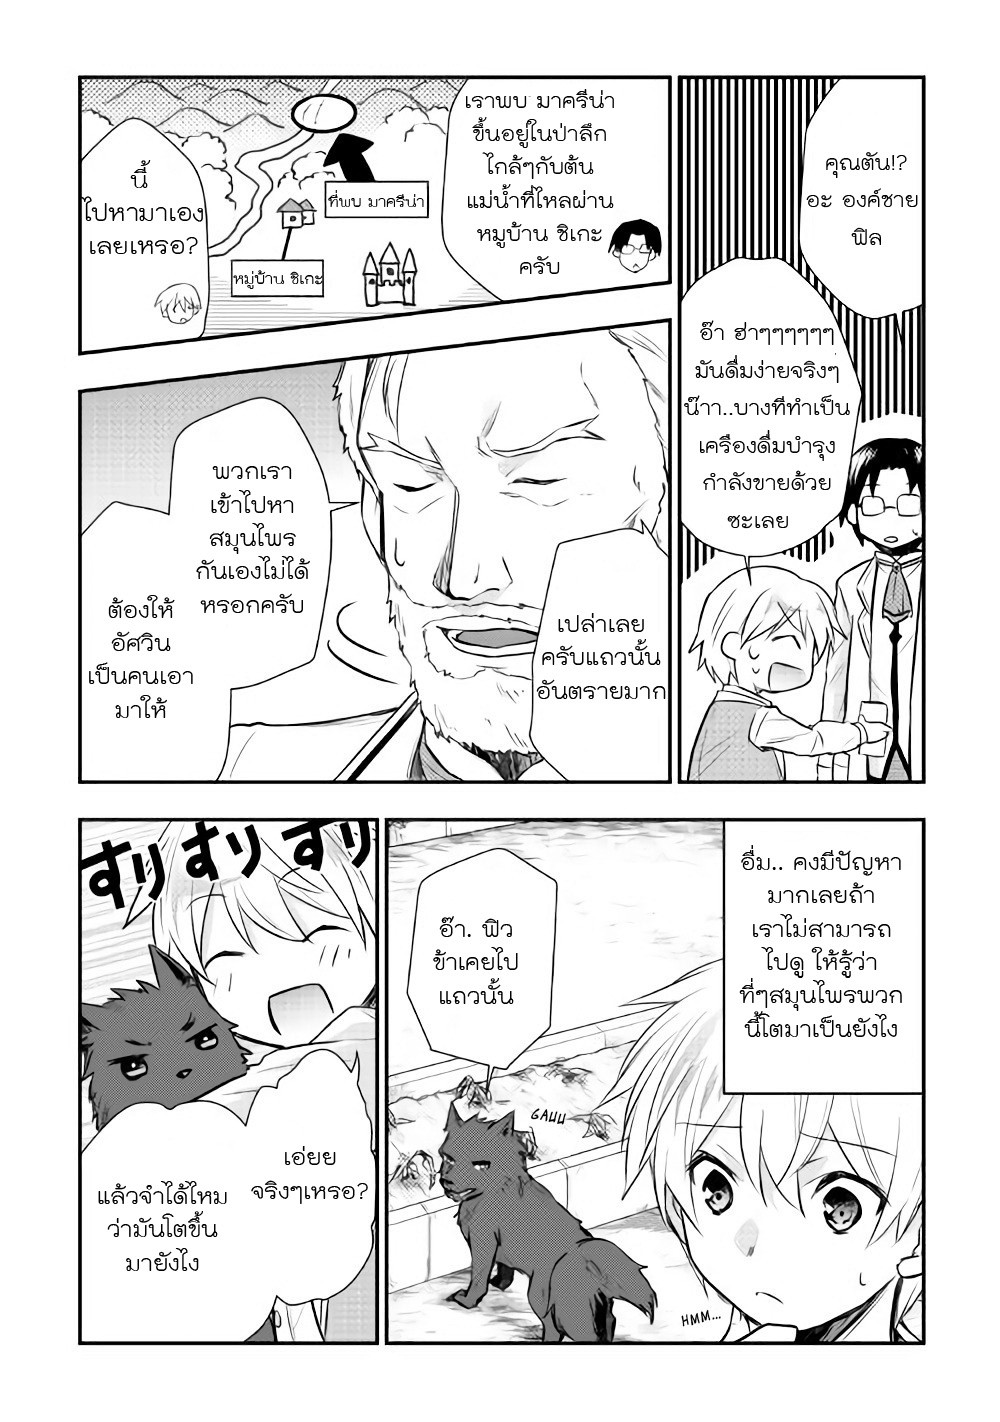 คุณตัน!?
อะ องค์ชาย
ฟิล
อ๊า ฮ่าๆๆๆๆๆๆ
มันดื่มง่ายจริงๆ
น๊าา..บางทีทำเป็น
เครื่องดื่มบำรุง
กำลังขายด้วย
ซะเลย
เราพบ มาครีน่า
ขึ้นอยู่ในป่าลึก
ใกล้ๆกับต้น
แม่น้ำที่ไหลผ่าน
หมูบ้าน ชิเกะ
ครับ
ที่พบ มาครีน่า
หมู่บ้าน ชิเกะ
นี้
ไปหามาเอง
เลยเหรอ?
เปล่าเลย
ครับแถวนั้น
อันตรายมาก
พวกเรา
เข้าไปหา
สมุนไพร
กันเองไม่ได้
หรอกครับ
ต้องให้
อัศวิน
เป็นคนเอา
มาให้
อื่ม.. คงมีปัญหา
มากเลยถ้า
เราไม่สามารถ
ไปดู ให้รู้ว่า
ที่ๆสมุนไพรพวก
นี้โตมาเป็นยังไง
อ๊า. ฟิว
ข้าเคยไป
แถวนั้น
GAUU
HMM...
すり すり すり
เอ่ยย
จริงๆเหรอ?
แล้วจำได้ไหม
ว่ามันโตขึ้น
มายังไง